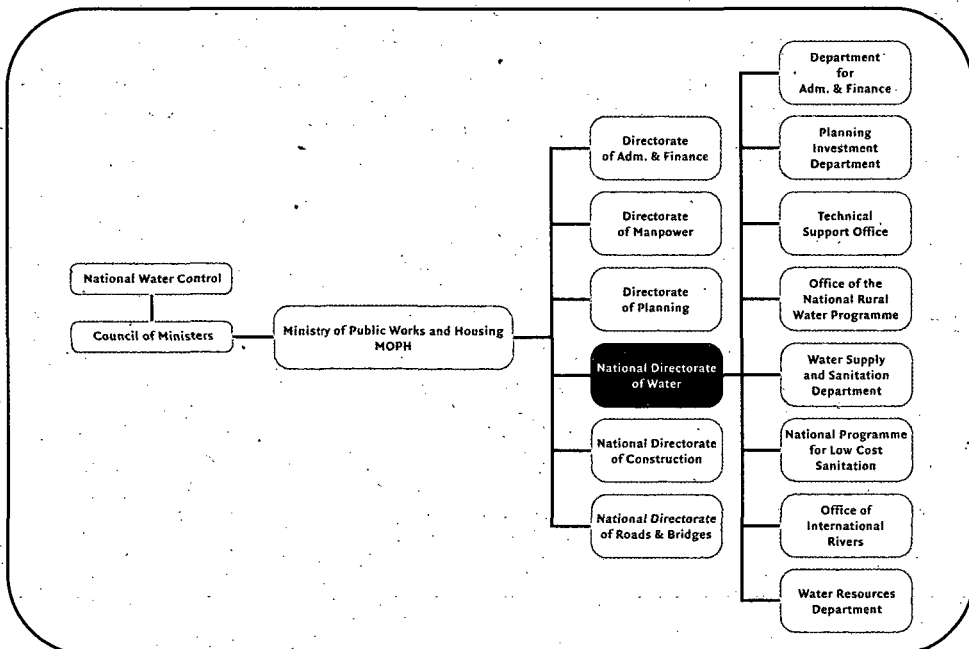 National Water Control
Council of Ministers
Ministry of Public Works and Housing
MOPH
Directorate
of Adm. & Finance
Directorate
of Manpower
Directorate
of Planning
National Directorate
of Water
National Directorate
of Construction
National Directorate
of Roads & Bridges
Department
for
Adm. & Finance
Planning
Investment
Department
Technical
Support Office
Office of the
National Rural
Water Programme
Water Supply
and Sanitation
Department
National Programme
for Low Cost
Sanitation
Office of
International
Rivers
Water Resources
Department